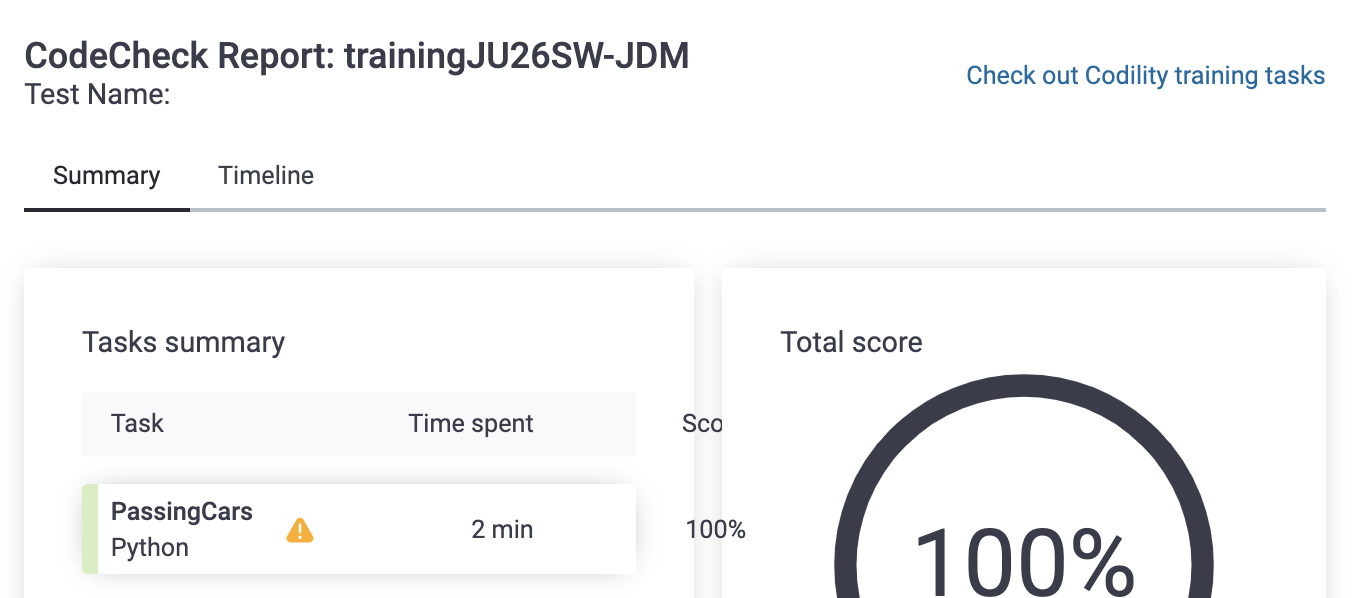 CodeCheck Report: trainingJU26SW-JDM
Test Name:
Check out Codility training tasks
Summary Timeline
Tasks summary
Task Time spent Sco
PassingCars
Python
2 min 100%
Total score
100%